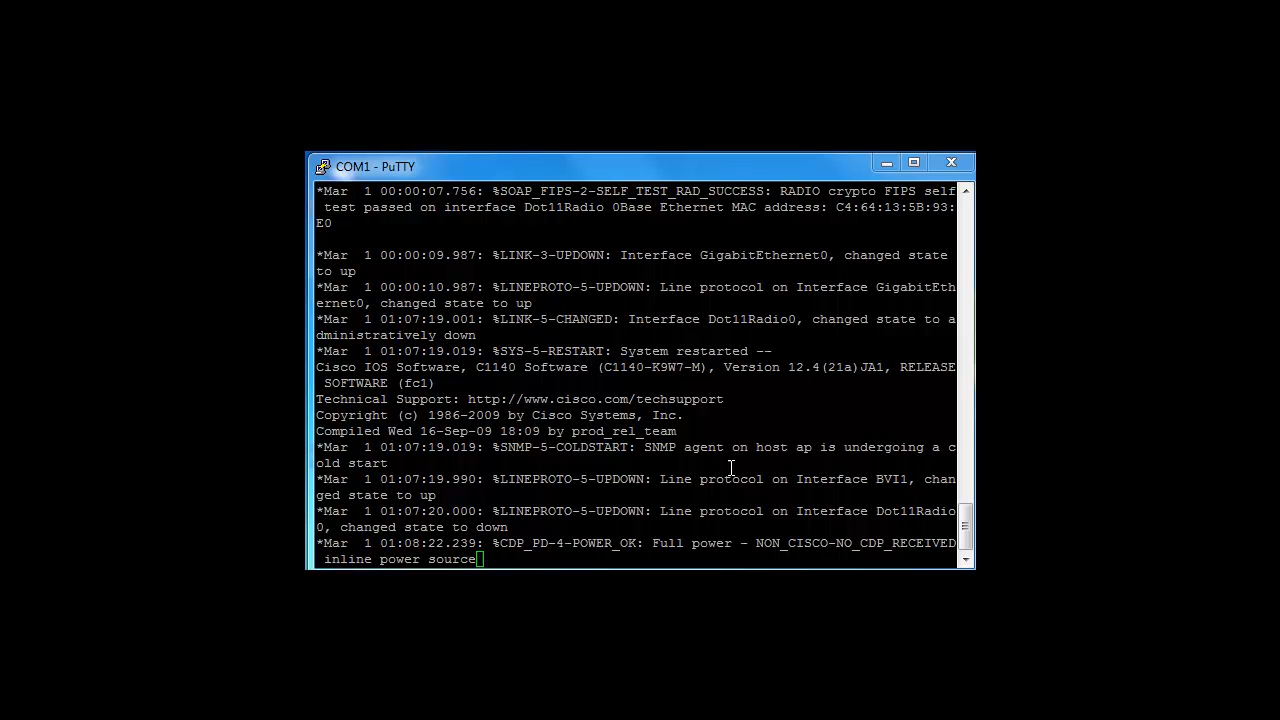 COM1 - PuTTY
*Mar  1 00:00:07.756: %SOAP_FIPS-2-SELF_TEST_RAD_SUCCESS: RADIO crypto FIPS self
 test passed on interface Dot11Radio 0Base Ethernet MAC address: C4:64:13:5B:93:
E0
*Mar  1 00:00:09.987: %LINK-3-UPDOWN: Interface GigabitEthernet0, changed state
to up
*Mar  1 00:00:10.987: %LINEPROTO-5-UPDOWN: Line protocol on Interface GigabitEth
ernet0, changed state to up
*Mar  1 01:07:19.001: %LINK-5-CHANGED: Interface Dot11Radio0, changed state to a
dministratively down
*Mar  1 01:07:19.019: %SYS-5-RESTART: System restarted --
Cisco IOS Software, C1140 Software (C1140-K9W7-M), Version 12.4(21a)JA1, RELEASE
 SOFTWARE (fc1)
Technical Support: http://www.cisco.com/techsupport
Copyright (c) 1986-2009 by Cisco Systems, Inc.
Compiled Wed 16-Sep-09 18:09 by prod_rel_team
*Mar  1 01:07:19.019: %SNMP-5-COLDSTART: SNMP agent on host ap is undergoing a c
old start
*Mar  1 01:07:19.990: %LINEPROTO-5-UPDOWN: Line protocol on Interface BVI1, chan
ged state to up
*Mar  1 01:07:20.000: %LINEPROTO-5-UPDOWN: Line protocol on Interface Dot11Radio
0, changed state to down
*Mar  1 01:08:22.239: %CDP_PD-4-POWER_OK: Full power - NON_CISCO-NO_CDP_RECEIVED
 inline power source